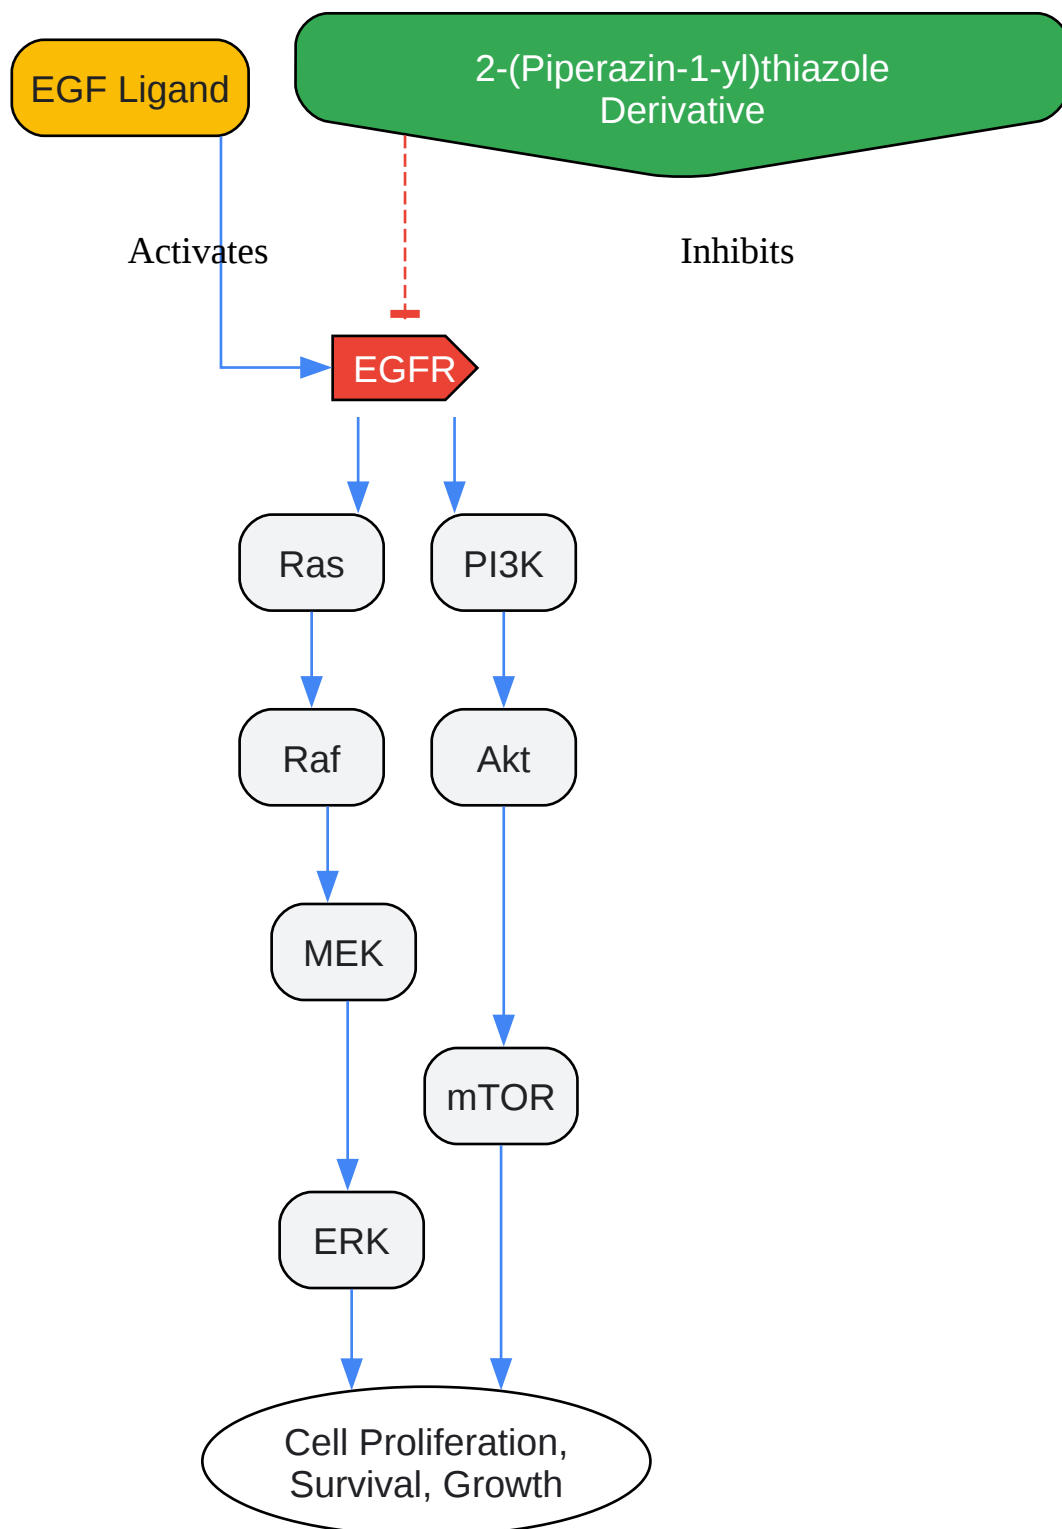 EGF Ligand
2-(Piperazin-1-yl)thiazole
Derivative
Activates
Inhibits
EGFR
Ras
PI3K
Raf
Akt
MEK
mTOR
ERK
Cell Proliferation,
Survival, Growth